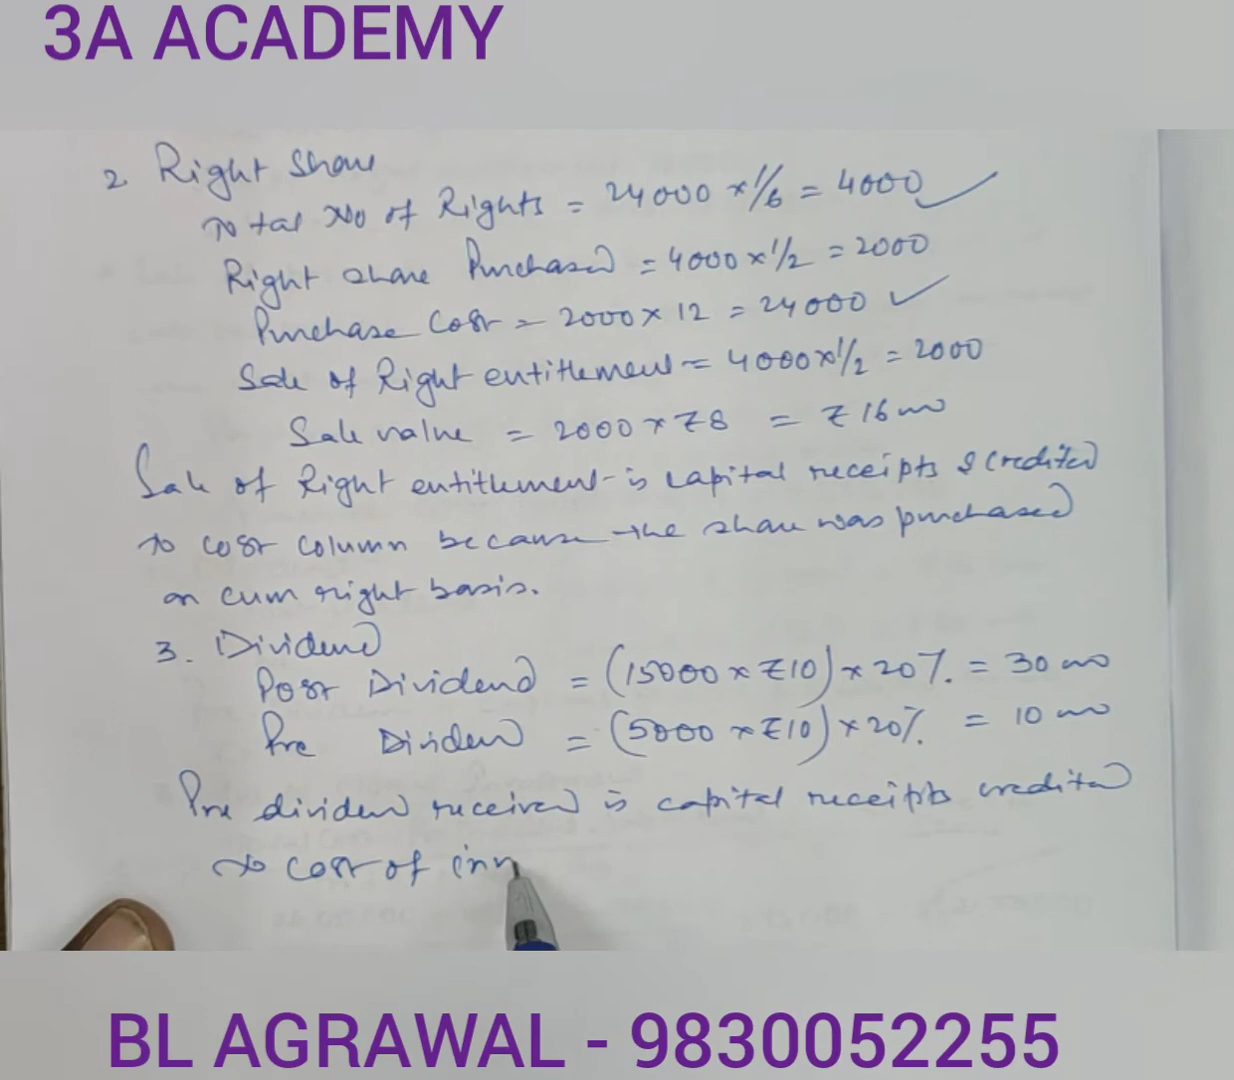 3A ACADEMY
2. Right Share
Total No of Rights = 24000 x 1/6 = 4000 ✓
Right share Purchased = 4000 x 1/2 = 2000
Purchase Cost = 2000 x 12 = 24000 ✓
Sale of Right entitlement = 4000 x 1/2 = 2000
Sale value = 2000 x ₹8 = ₹16000
Sale of Right entitlement is capital receipts & credited
to cost column because the share was purchased
on cum right basis.
3. Dividend
Post Dividend = (15000 x ₹10) x 20% = 30000
Pre Dividend = (5000 x ₹10) x 20% = 10000
Pre dividend received is capital receipts credited
to cost of inv
BL AGRAWAL - 9830052255